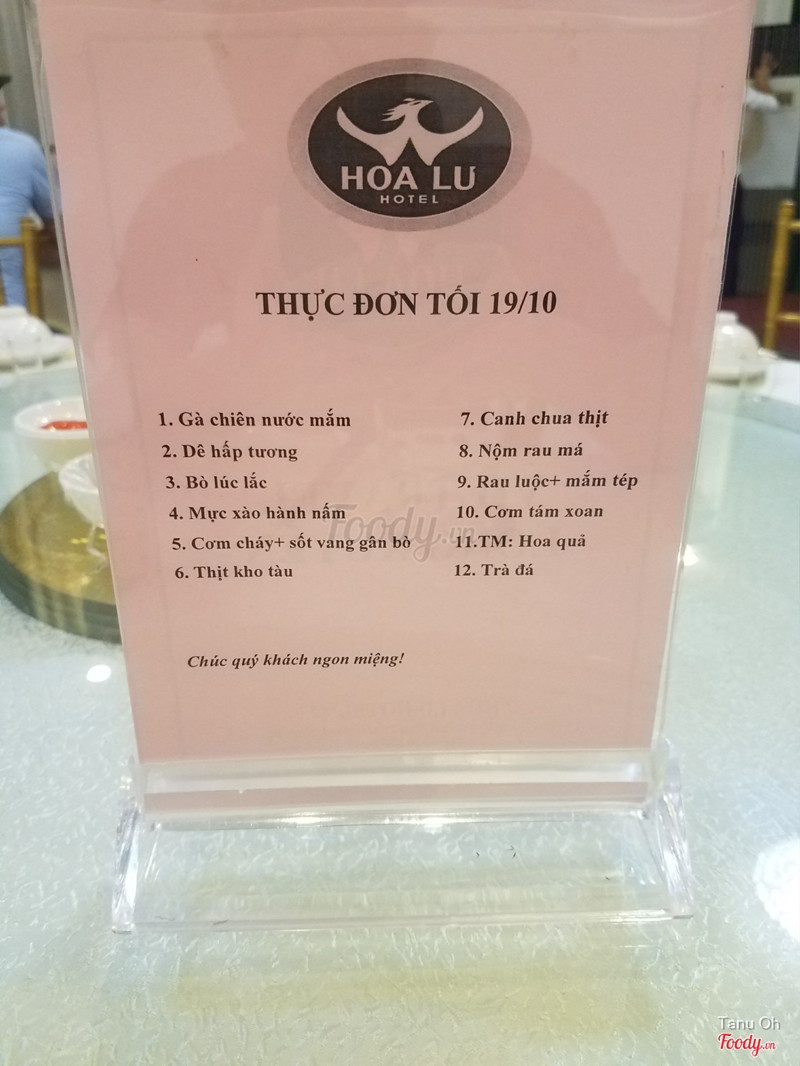 HOA LƯ
HOTEL
THỰC ĐƠN TỐI 19/10
1. Gà chiên nước mắm
2. Dê hấp tương
3. Bò lúc lắc
4. Mực xào hành nấm
5. Cơm cháy+ sốt vang gân bò
6. Thịt kho tàu
7. Canh chua thịt
8. Nộm rau má
9. Rau luộc+ mắm tép
10. Cơm tám xoan
11.TM: Hoa quả
12. Trà đá
Chúc quý khách ngon miệng!
Foody.vn
Tanu Oh
Foody.vn